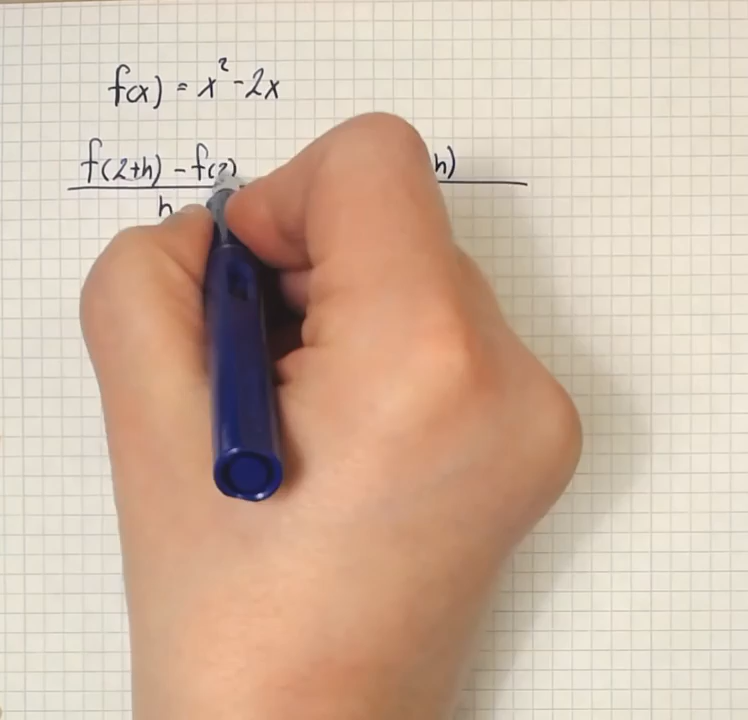 f(x) = x² - 2x
f(2+h) - f(2) h)
h